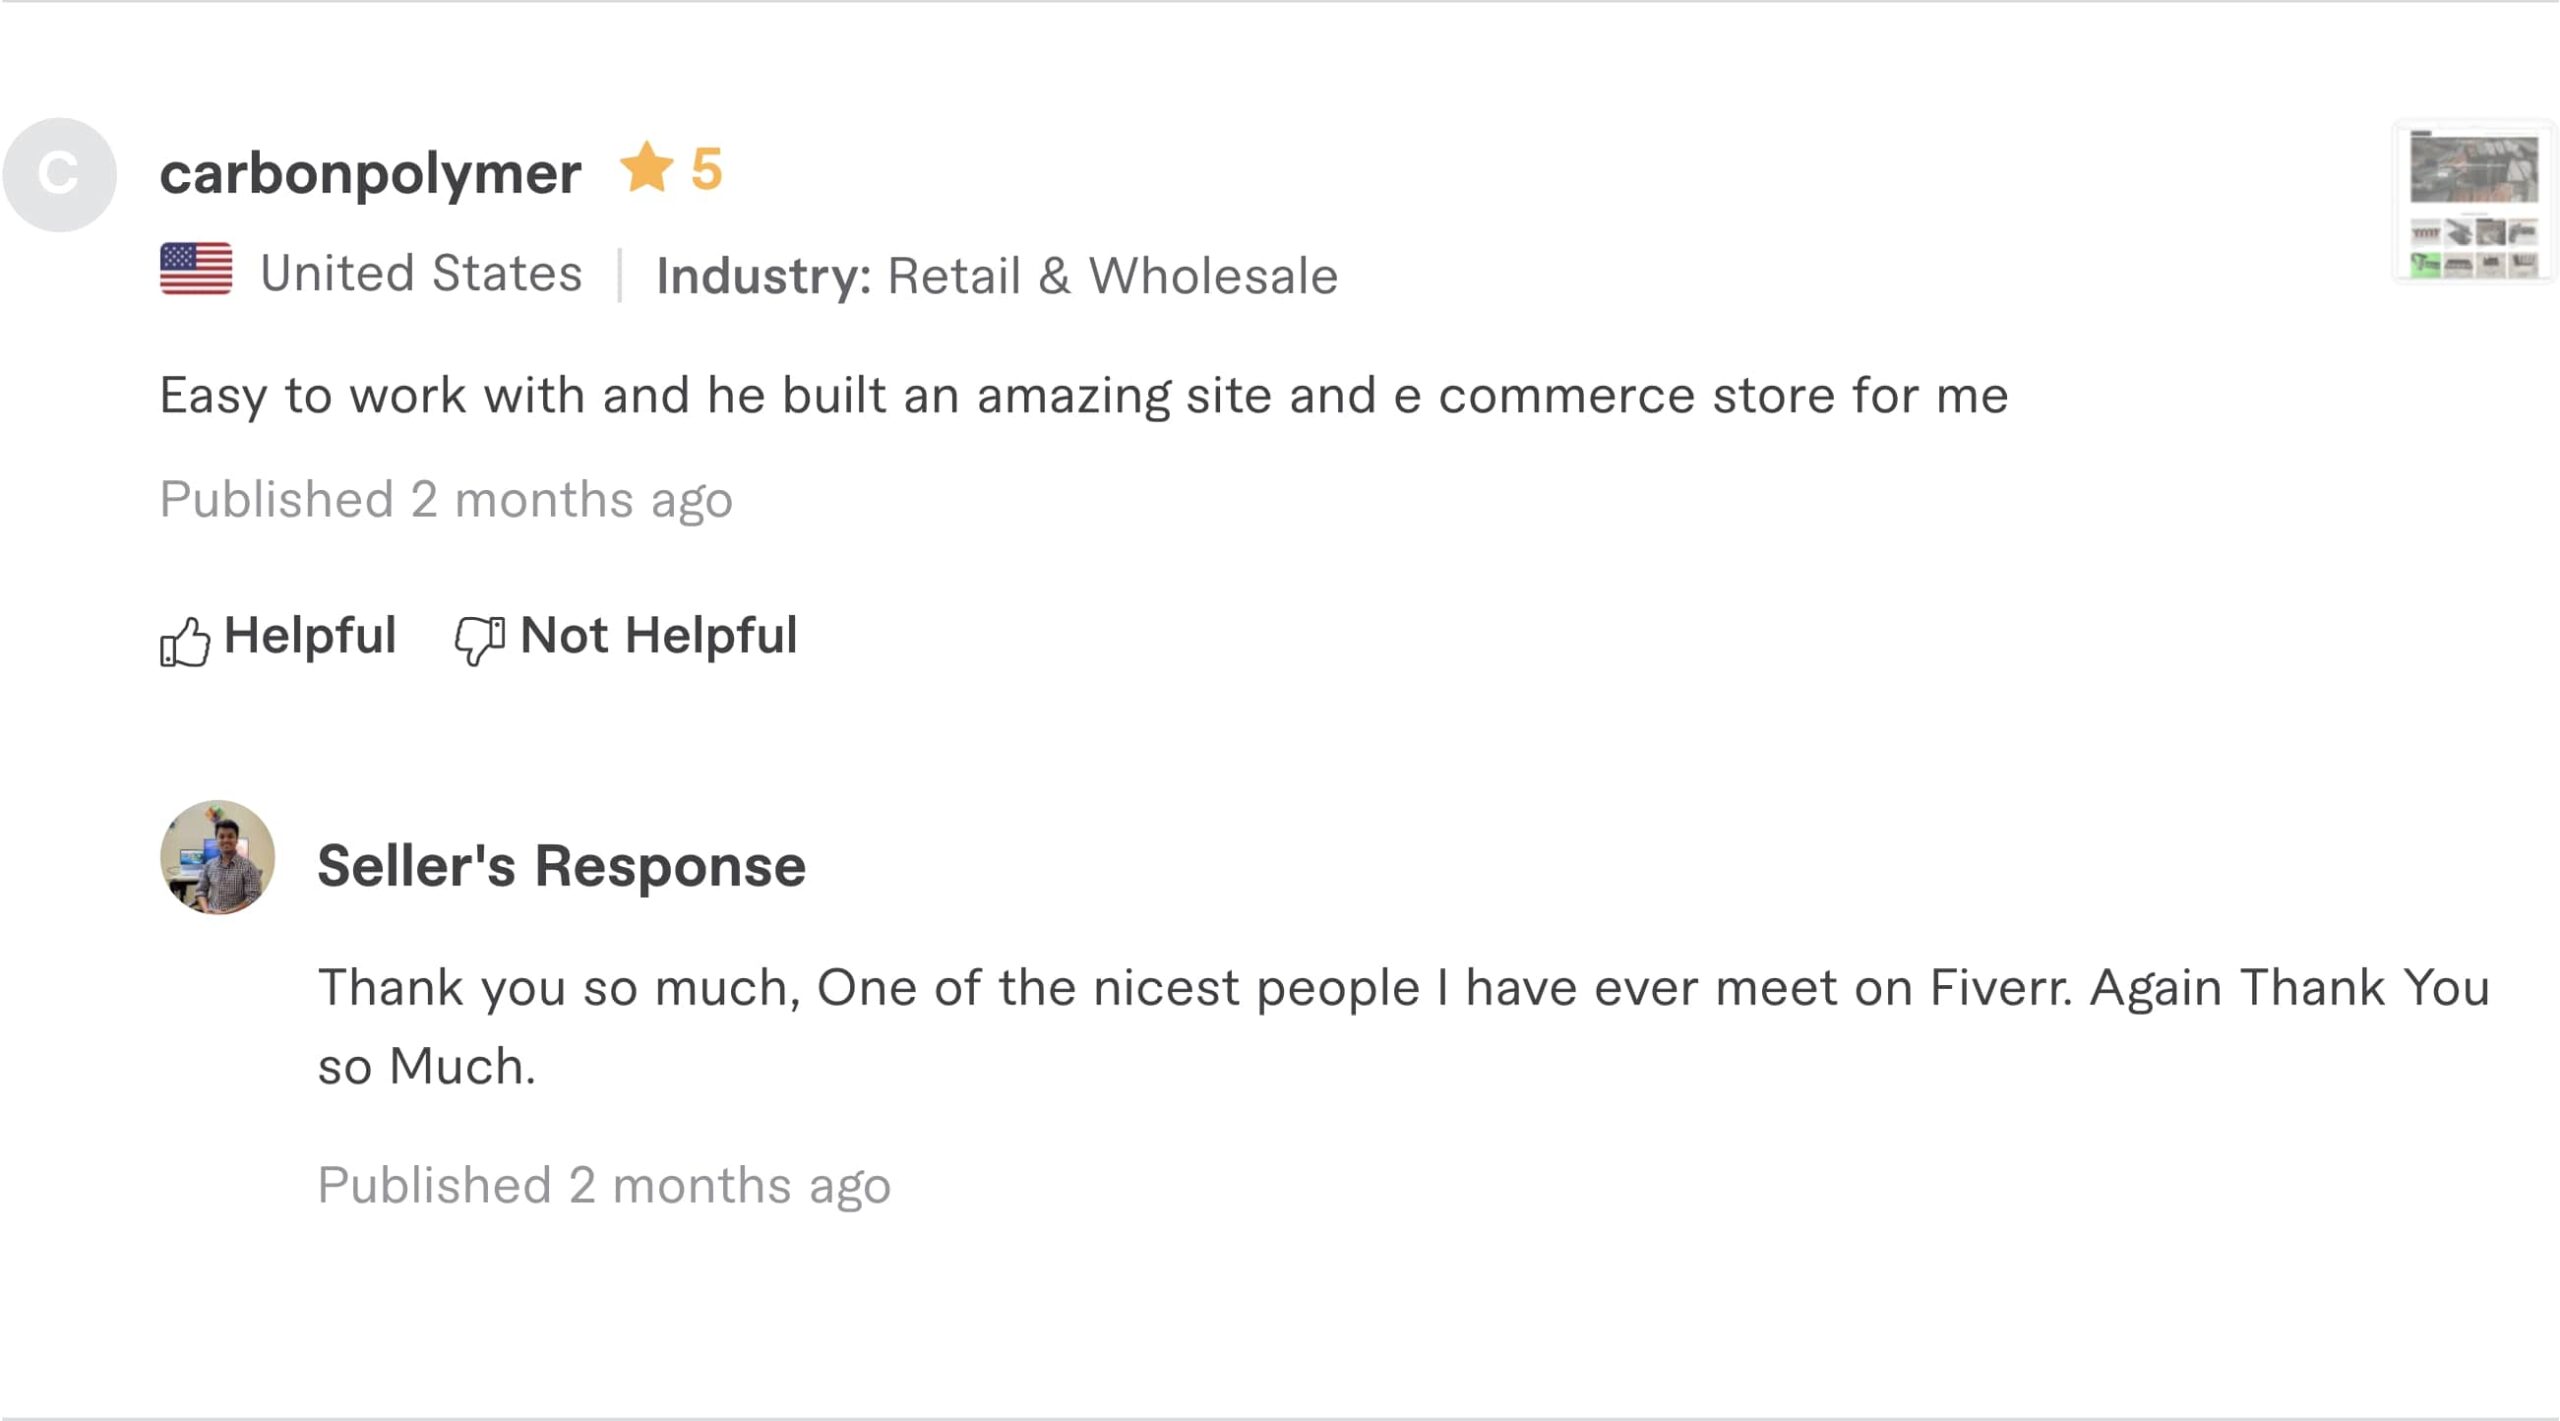 C
carbonpolymer 5
United States Industry: Retail & Wholesale
Easy to work with and he built an amazing site and e commerce store for me
Published 2 months ago
Helpful Not Helpful
Seller's Response
Thank you so much, One of the nicest people I have ever meet on Fiverr. Again Thank You
so Much.
Published 2 months ago